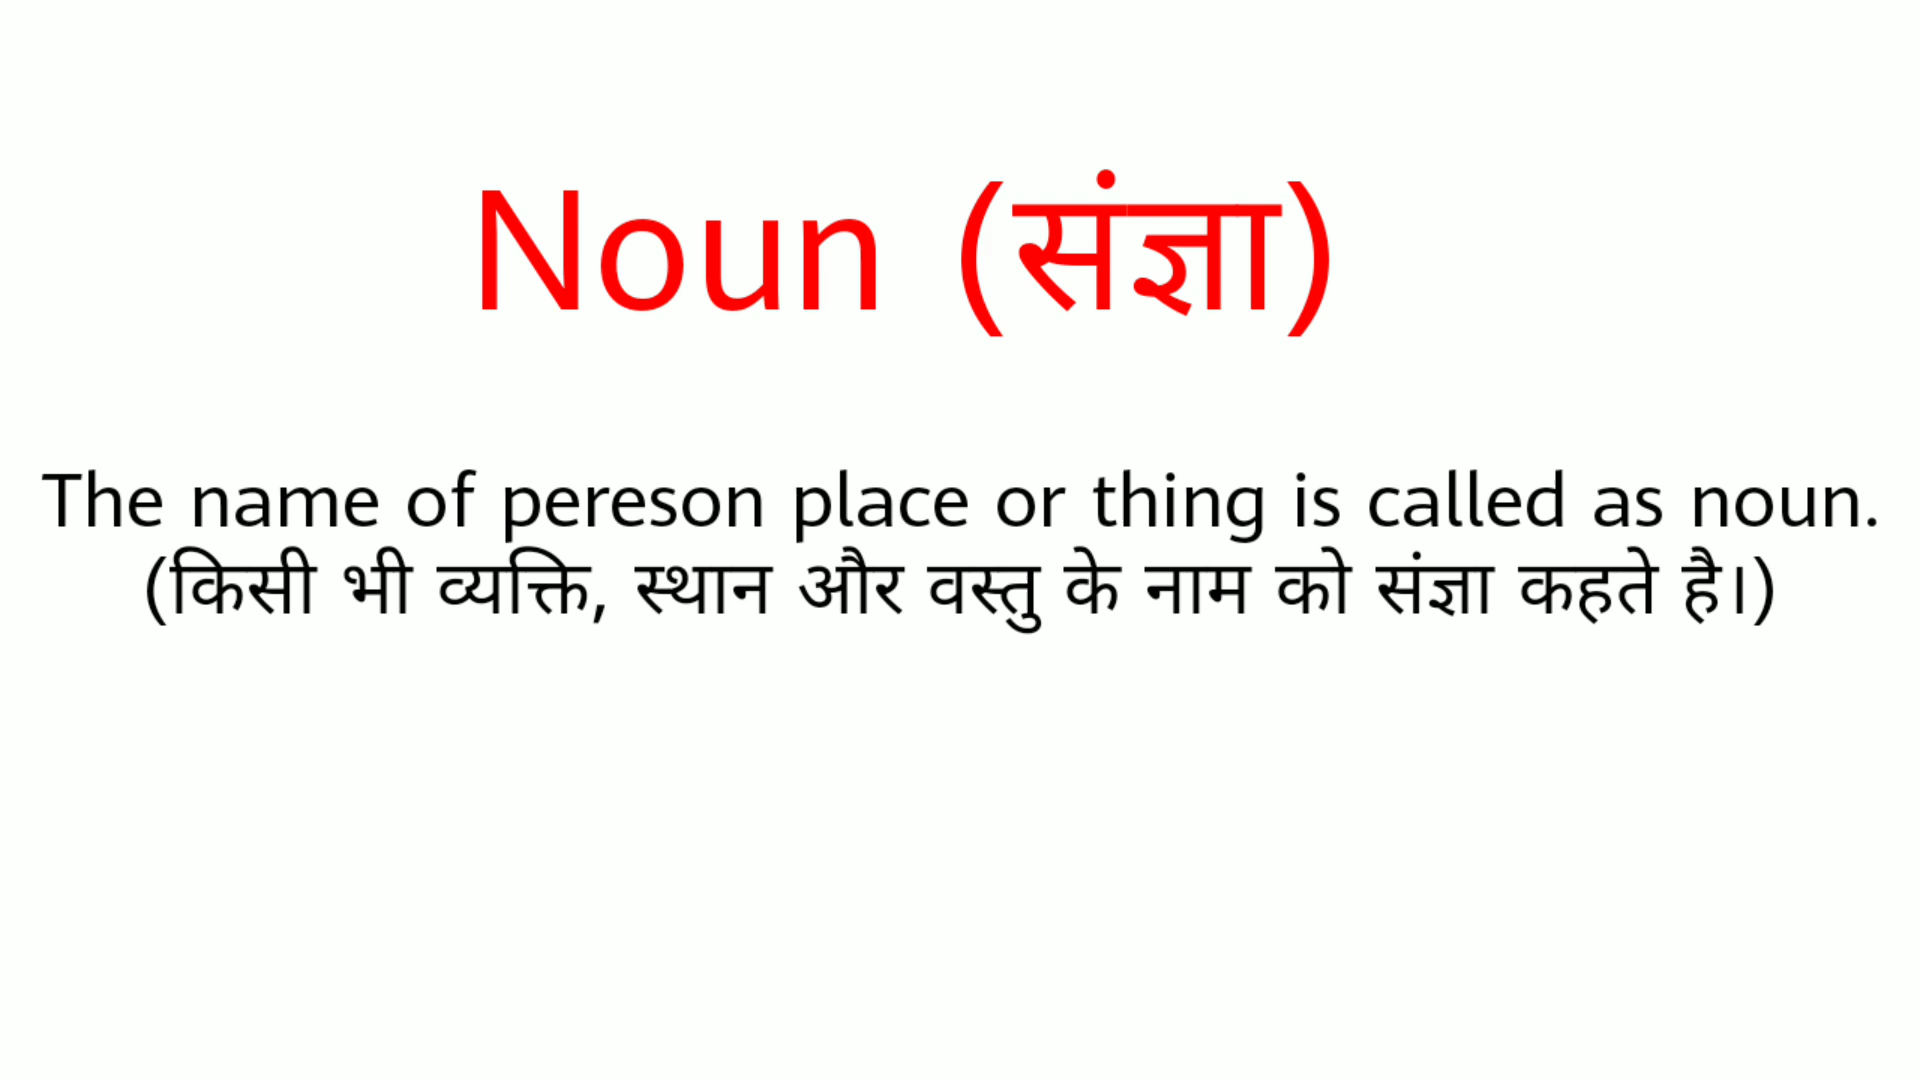 Noun (संज्ञा)
The name of pereson place or thing is called as noun.
(किसी भी व्यक्ति, स्थान और वस्तु के नाम को संज्ञा कहते है।)